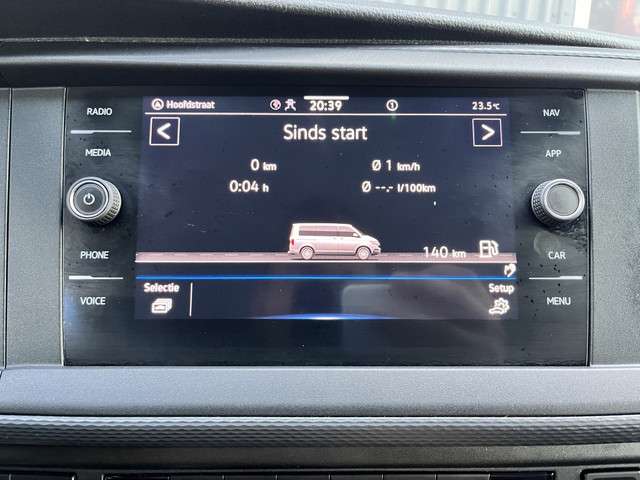 RADIO
MEDIA
PHONE
VOICE
Hoofdstraat 20:39 23.5°C
Sinds start
0 km Ø 1 km/h
0:04 h Ø --.- l/100km
140 km
Selectie Setup
NAV
APP
CAR
MENU